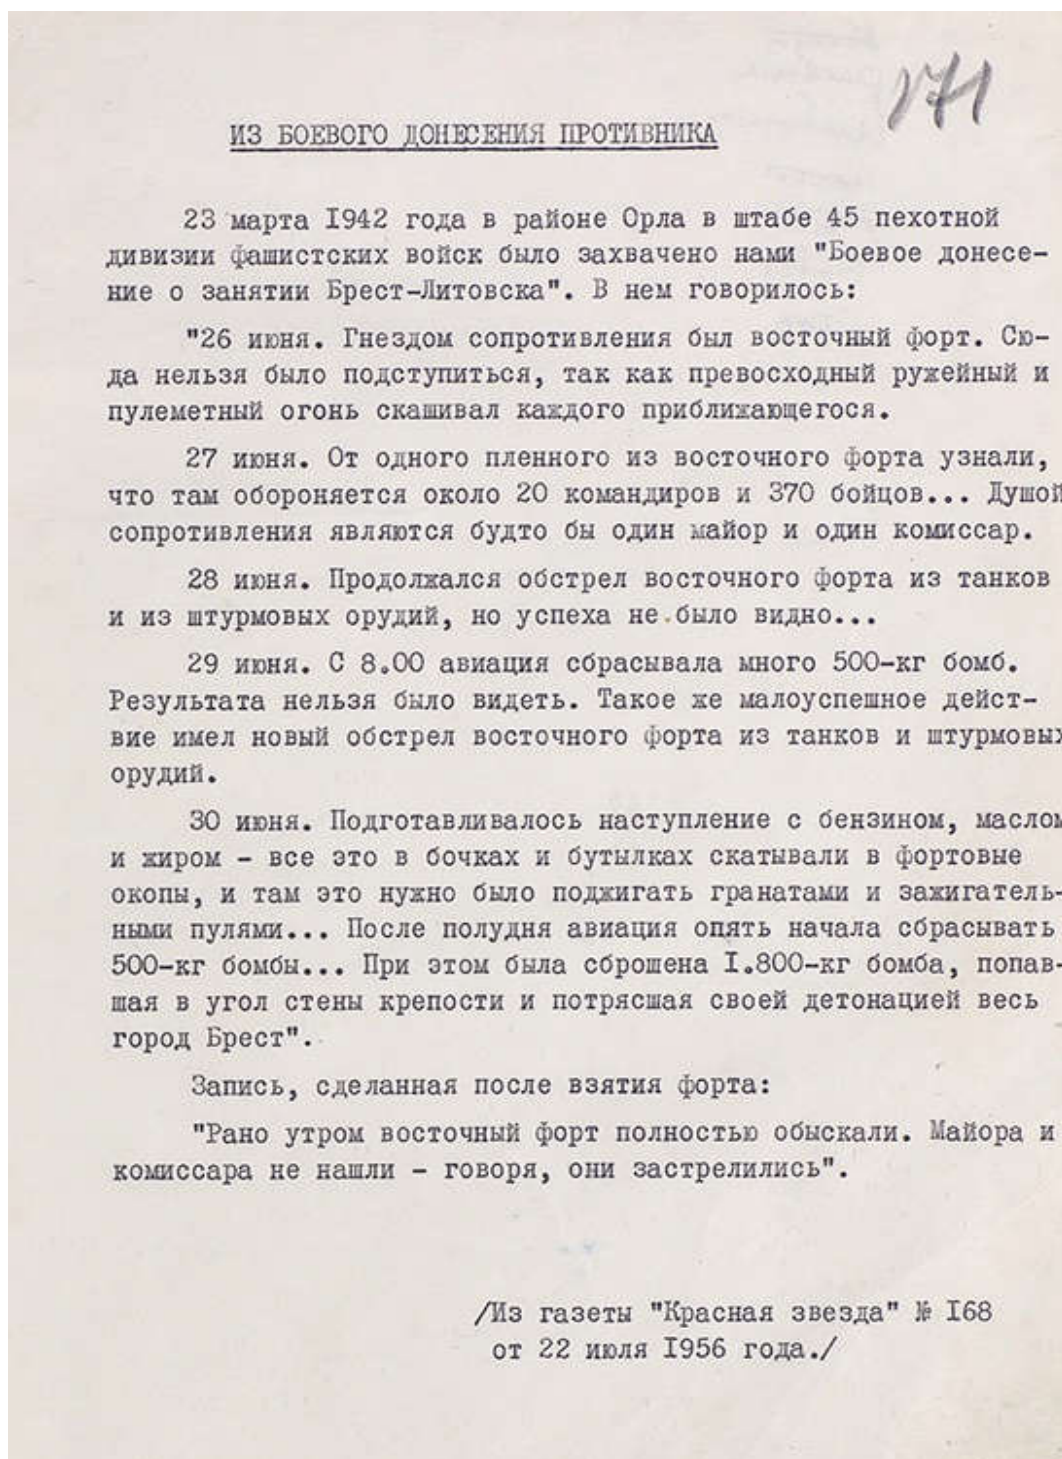 171
ИЗ БОЕВОГО ДОНЕСЕНИЯ ПРОТИВНИКА
23 марта I942 года в районе Орла в штабе 45 пехотной
дивизии фашистских войск было захвачено нами "Боевое донесе-
ние о занятии Брест-Литовска". В нем говорилось:
"26 июня. Гнездом сопротивления был восточный форт. Сю-
да нельзя было подступиться, так как превосходный ружейный и
пулеметный огонь скашивал каждого приближающегося.
27 июня. От одного пленного из восточного форта узнали,
что там обороняется около 20 командиров и 370 бойцов... Душой
сопротивления являются будто бы один майор и один комиссар.
28 июня. Продолжался обстрел восточного форта из танков
и из штурмовых орудий, но успеха не было видно...
29 июня. С 8.00 авиация сбрасывала много 500-кг бомб.
Результата нельзя было видеть. Такое же малоуспешное дейст-
вие имел новый обстрел восточного форта из танков и штурмовых
орудий.
30 июня. Подготавливалось наступление с бензином, маслом
и жиром - все это в бочках и бутылках скатывали в фортовые
окопы, и там это нужно было поджигать гранатами и зажигатель-
ными пулями... После полудня авиация опять начала сбрасывать
500-кг бомбы... При этом была сброшена I.800-кг бомба, попав-
шая в угол стены крепости и потрясшая своей детонацией весь
город Брест".
Запись, сделанная после взятия форта:
"Рано утром восточный форт полностью обыскали. Майора и
комиссара не нашли - говоря, они застрелились".
/Из газеты "Красная звезда" № I68
от 22 июля I956 года./